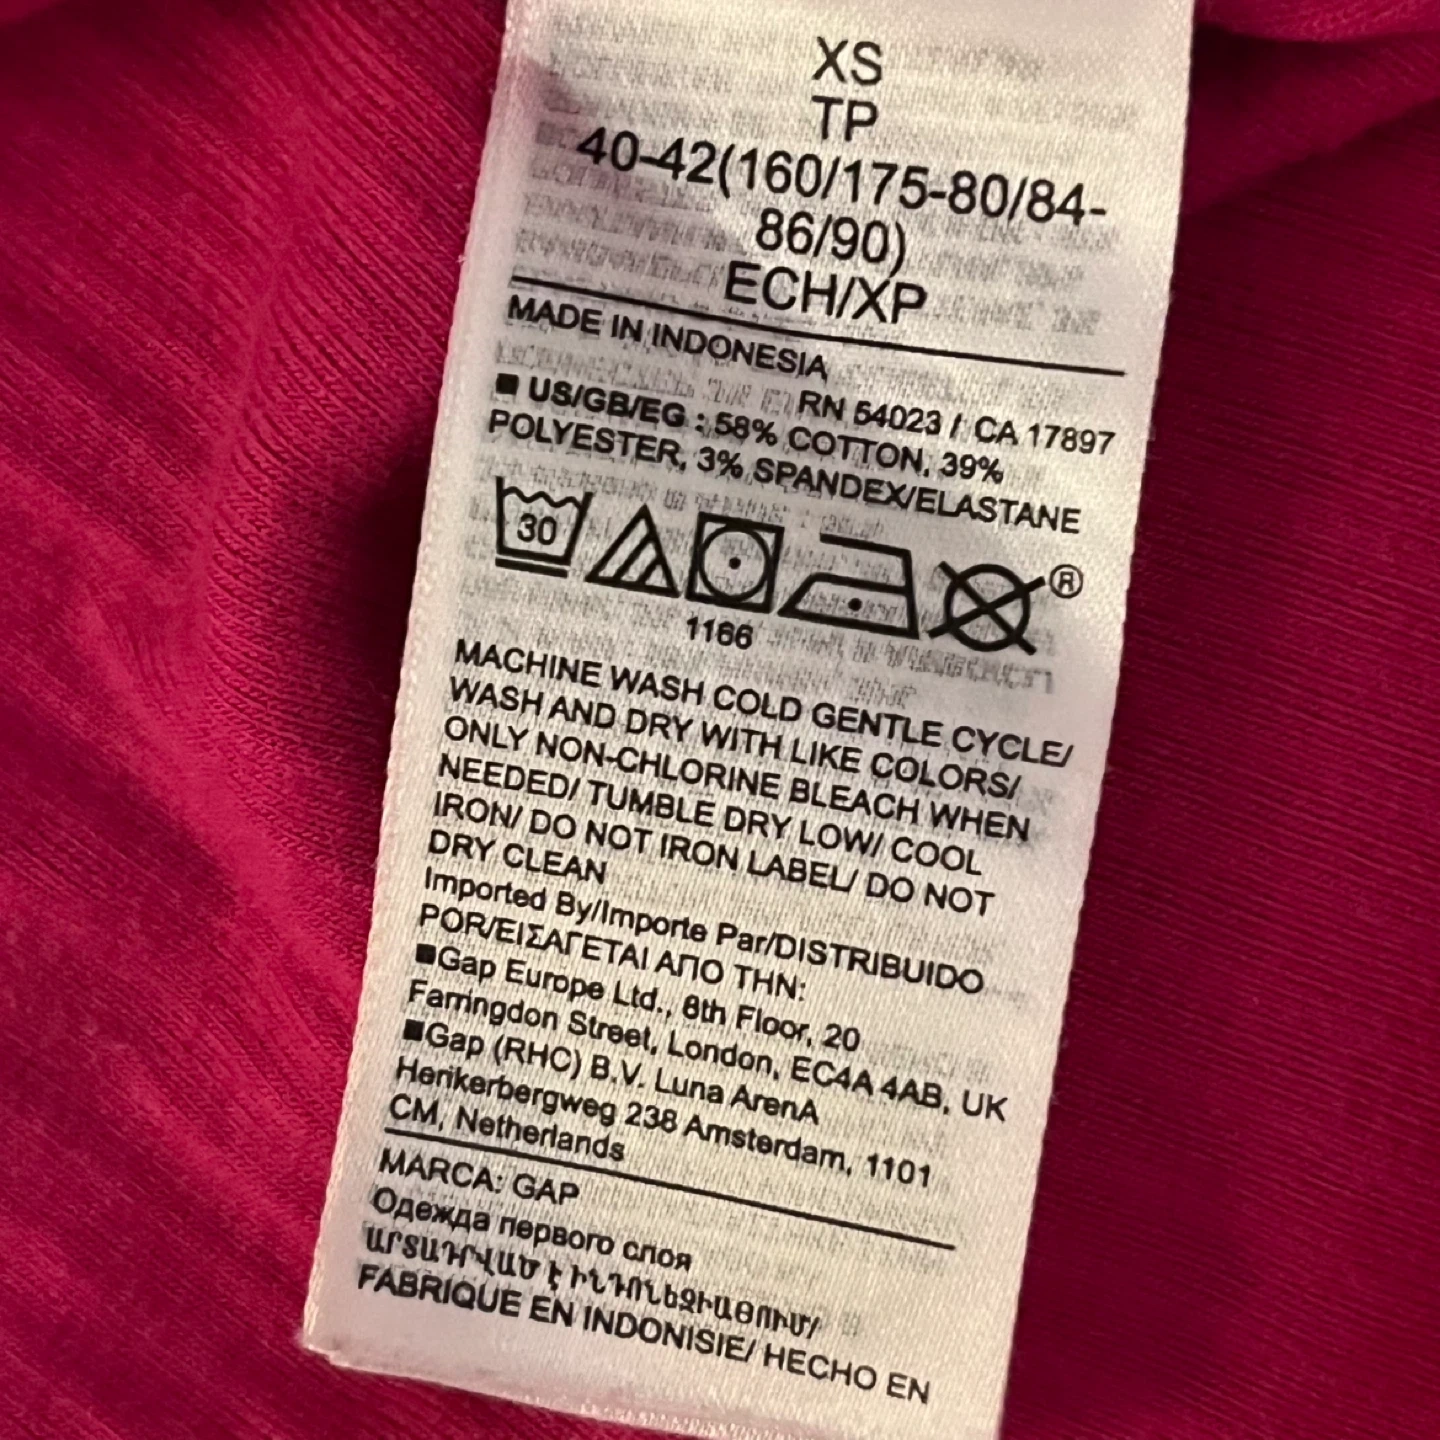 XS
TP
40-42(160/175-80/84-
86/90)
ECH/XP
MADE IN INDONESIA
RN 54023 / CA 17897
■ US/GB/EG : 58% COTTON, 39%
POLYESTER, 3% SPANDEX/ELASTANE
30
®
1166
MACHINE WASH COLD GENTLE CYCLE/
WASH AND DRY WITH LIKE COLORS/
ONLY NON-CHLORINE BLEACH WHEN
NEEDED/ TUMBLE DRY LOW/ COOL
IRON/ DO NOT IRON LABEL/ DO NOT
DRY CLEAN
Imported By/Importe Par/DISTRIBUIDO
POR/ΕΙΣΑΓΕΤΑΙ ΑΠΟ ΤΗΝ:
■Gap Europe Ltd., 8th Floor, 20
Farringdon Street, London, EC4A 4AB, UK
■Gap (RHC) B.V. Luna ArenA
Herikerbergweg 238 Amsterdam, 1101
CM, Netherlands
MARCA: GAP
Одежда первого слоя
ԱՐՏԱԴՐՎԱԾ Է ԻՆԴՈՆԵԶԻԱՅՈՒՄ/
FABRIQUE EN INDONISIE/ HECHO EN